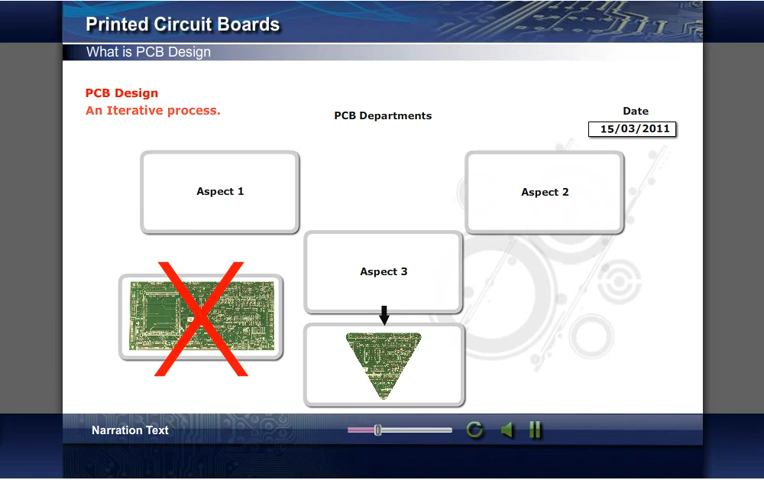 Printed Circuit Boards
What is PCB Design
PCB Design
An Iterative process.
PCB Departments
Date
15/03/2011
Aspect 1
Aspect 2
Aspect 3
Narration Text